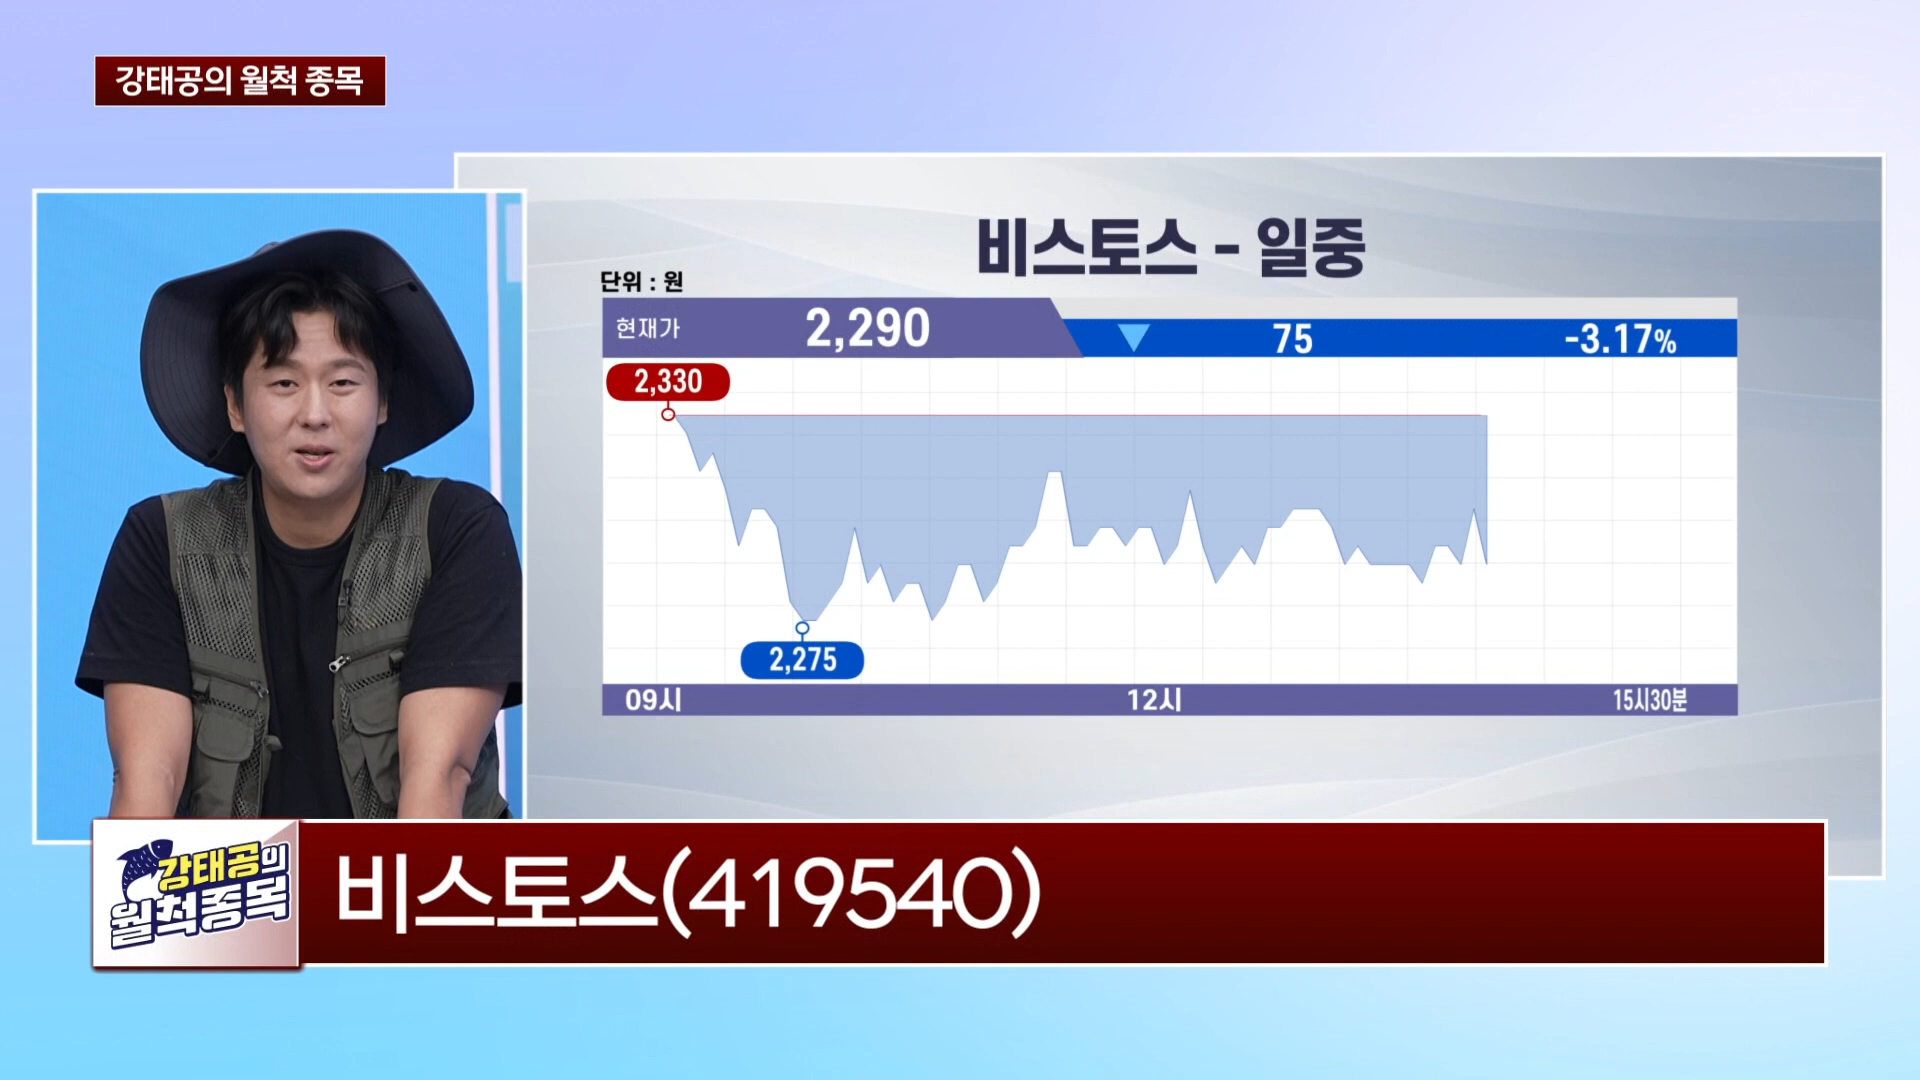 강태공의 월척 종목
비스토스 - 일중
단위 : 원
현재가 2,290 ▼ 75 -3.17%
2,330
2,275
09시 12시 15시30분
강태공의
월척종목
비스토스(419540)